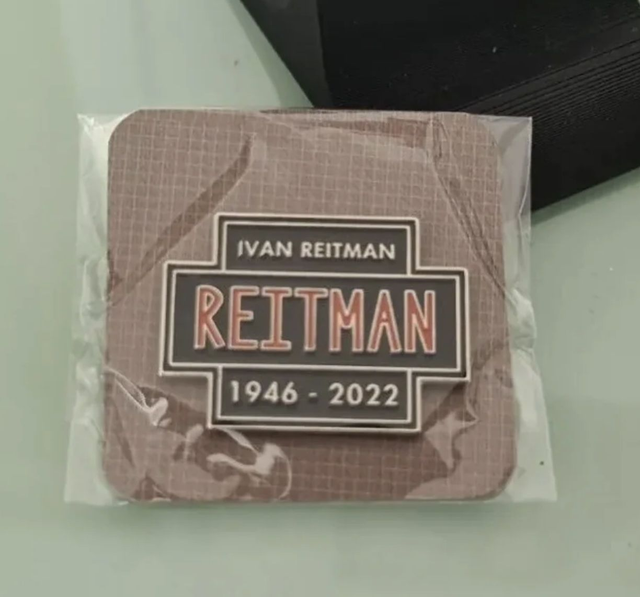 IVAN REITMAN
REITMAN
1946 - 2022